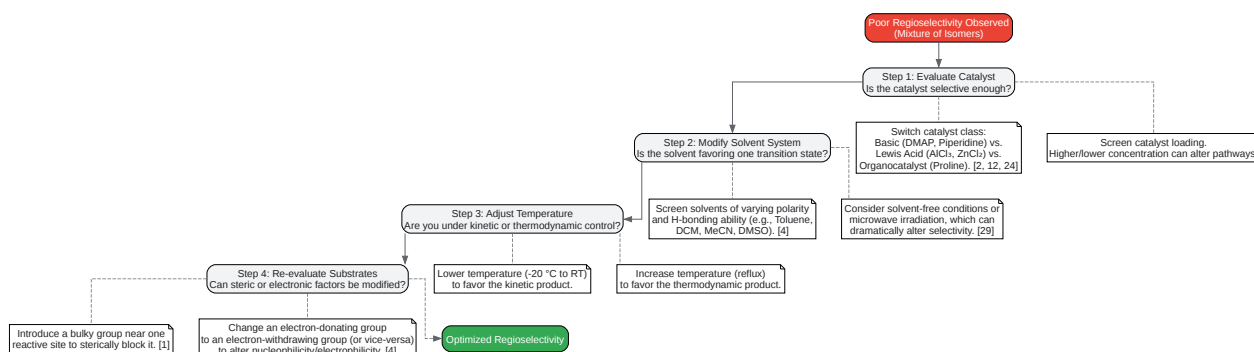 Poor Regioselectivity Observed
(Mixture of Isomers)
Step 1: Evaluate Catalyst
Is the catalyst selective enough?
Switch catalyst class:
Basic (DMAP, Piperidine) vs.
Lewis Acid (AlCl₃, ZnCl₂) vs.
Organocatalyst (Proline). [2, 12, 24]
Screen catalyst loading.
Higher/lower concentration can alter pathways
Step 2: Modify Solvent System
Is the solvent favoring one transition state?
Screen solvents of varying polarity
and H-bonding ability (e.g., Toluene,
DCM, MeCN, DMSO). [4]
Consider solvent-free conditions or
microwave irradiation, which can
dramatically alter selectivity. [29]
Step 3: Adjust Temperature
Are you under kinetic or thermodynamic control?
Lower temperature (-20 °C to RT)
to favor the kinetic product.
Increase temperature (reflux)
to favor the thermodynamic product.
Step 4: Re-evaluate Substrates
Can steric or electronic factors be modified?
Introduce a bulky group near one
reactive site to sterically block it. [1]
Change an electron-donating group
to an electron-withdrawing group (or vice-versa)
to alter nucleophilicity/electrophilicity. [4]
Optimized Regioselectivity